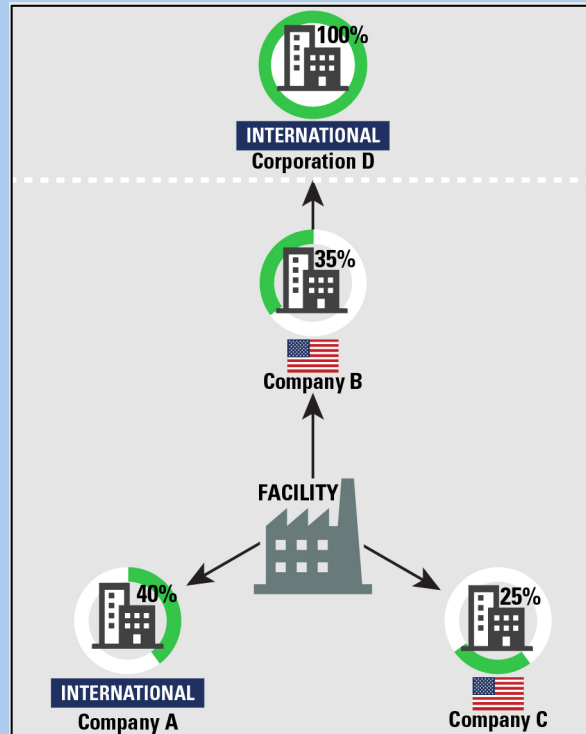 100%
INTERNATIONAL
Corporation D
35%
Company B
FACILITY
40%
INTERNATIONAL
Company A
25%
Company C